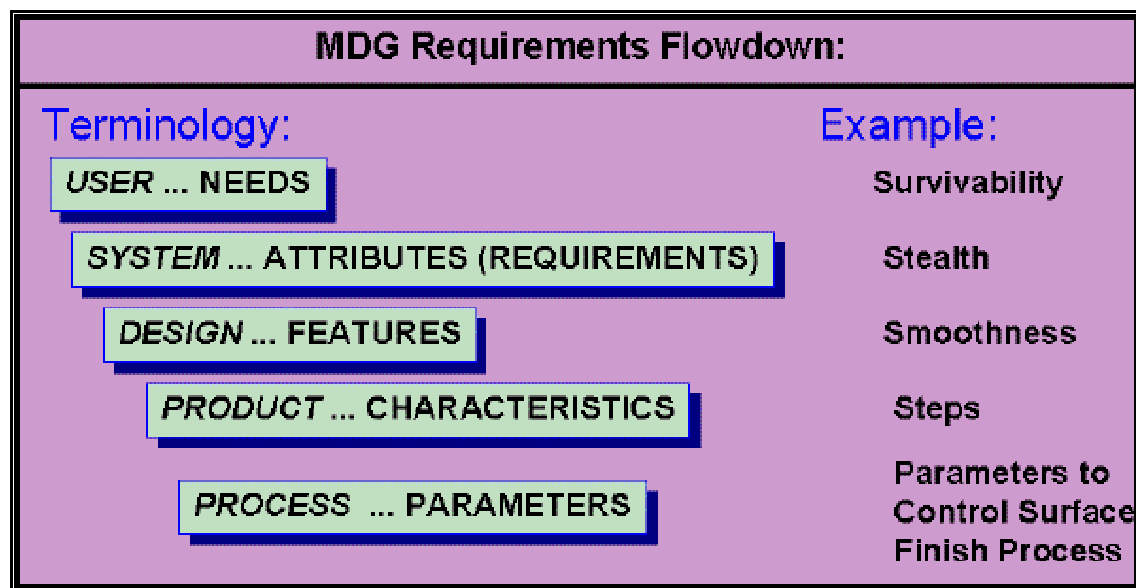 MDG Requirements Flowdown:
Terminology: Example:
USER ... NEEDS Survivability
SYSTEM ... ATTRIBUTES (REQUIREMENTS) Stealth
DESIGN ... FEATURES Smoothness
PRODUCT ... CHARACTERISTICS Steps
PROCESS ... PARAMETERS Parameters to
Control Surface
Finish Process